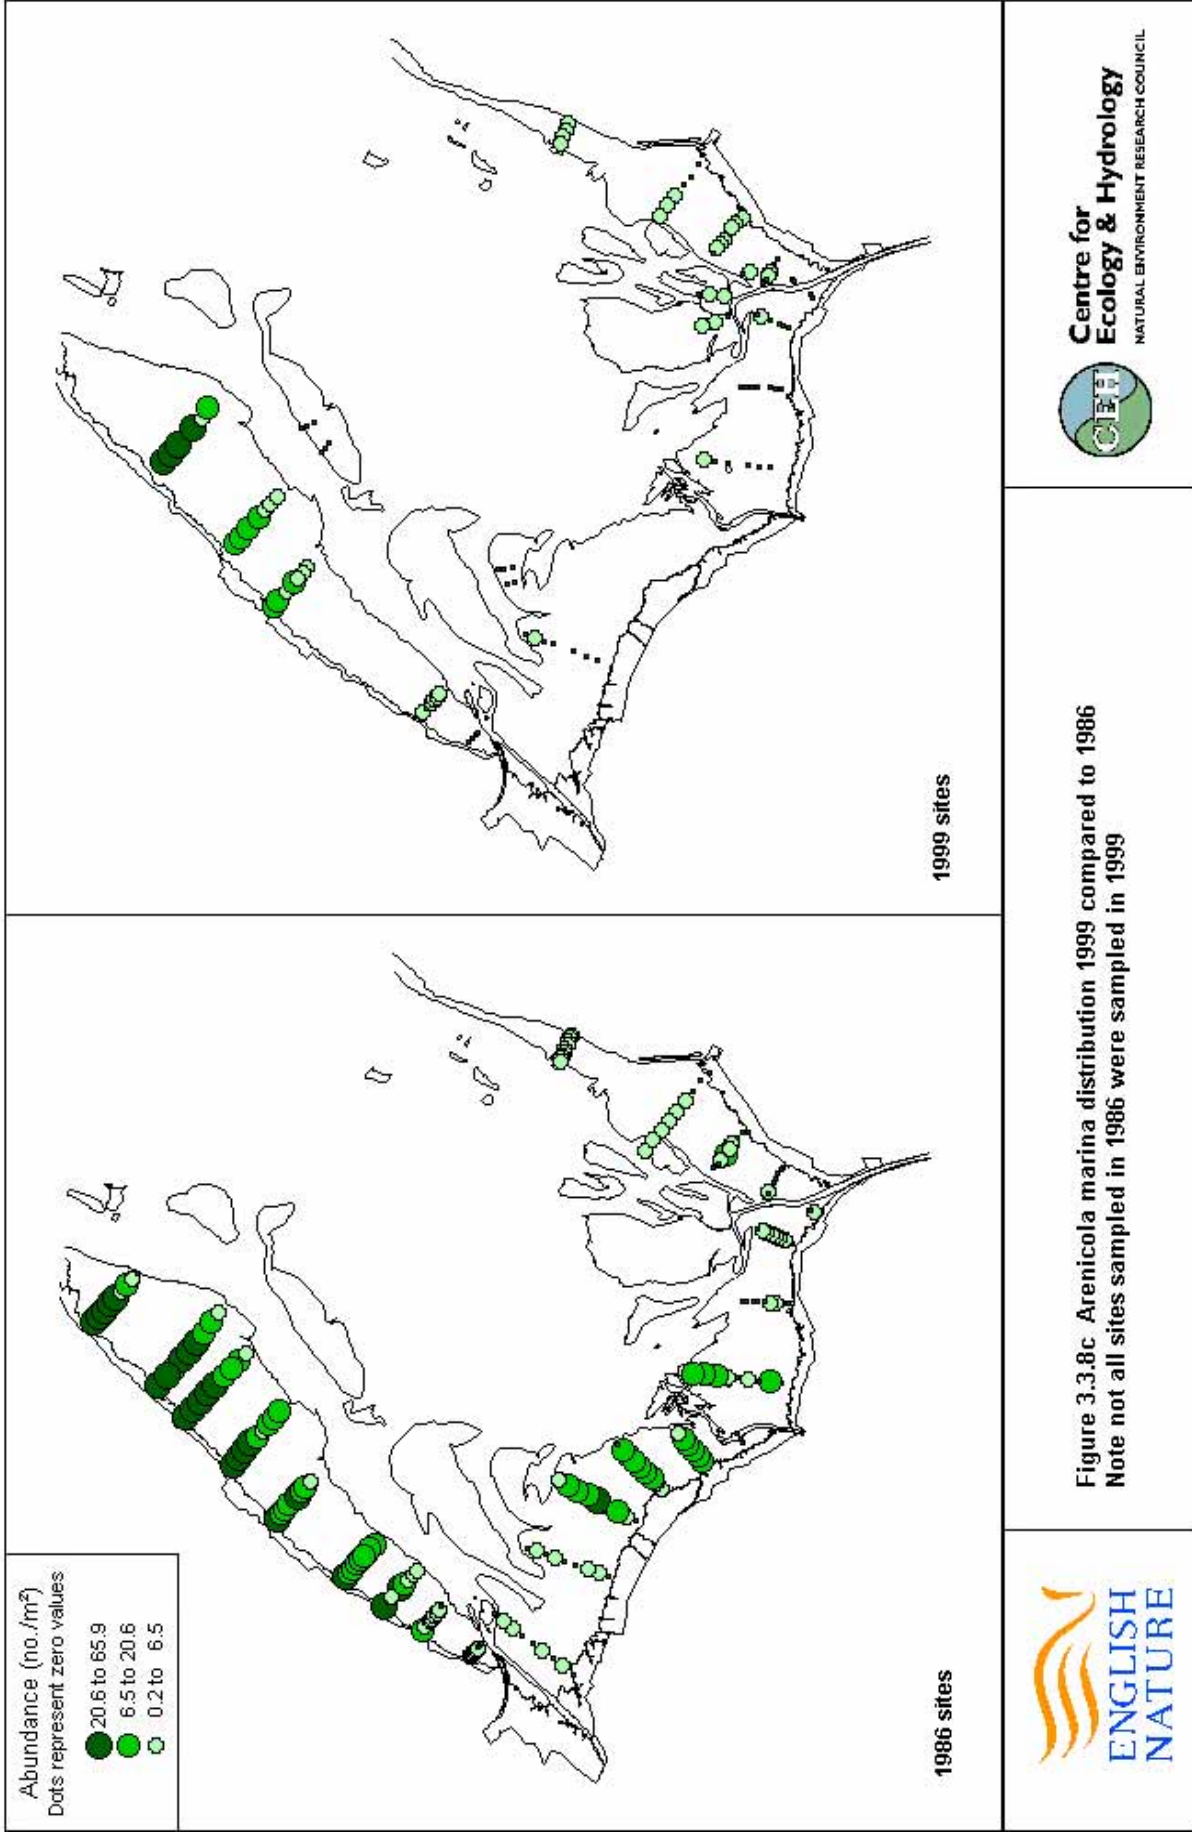 Abundance (no./m²)
Dots represent zero values
20.6 to 65.9
6.5 to 20.6
0.2 to 6.5
1986 sites
1999 sites
ENGLISH
NATURE
Figure 3.3.8c Arenicola marina distribution 1999 compared to 1986
Note not all sites sampled in 1986 were sampled in 1999
CEH
Centre for
Ecology & Hydrology
NATURAL ENVIRONMENT RESEARCH COUNCIL